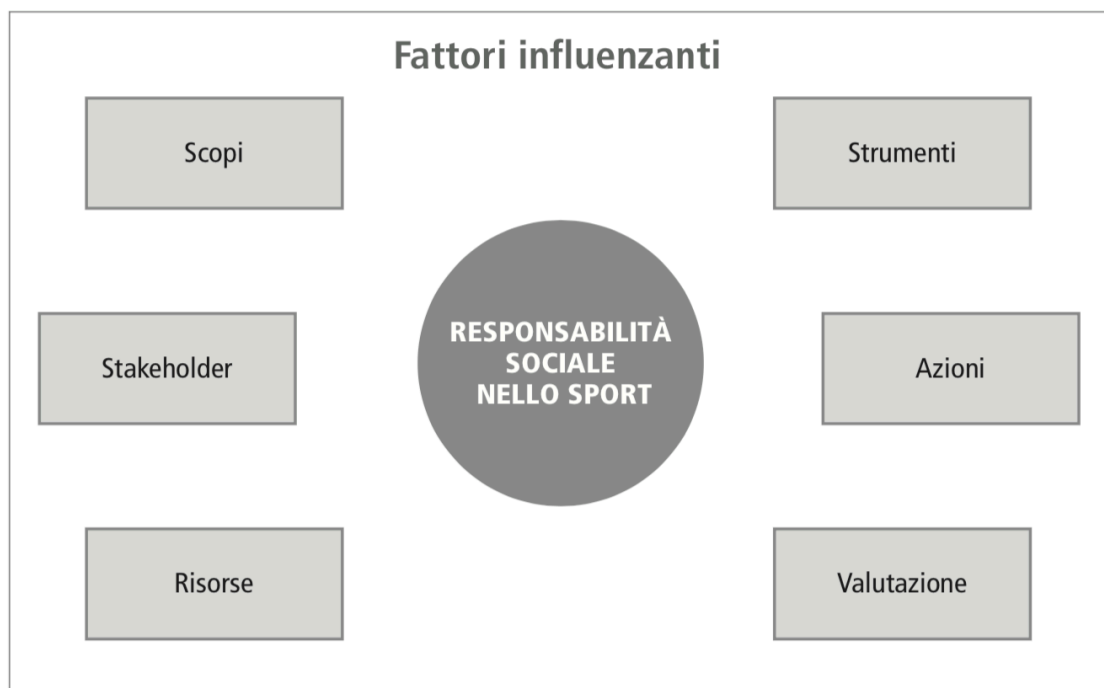 Fattori influenzanti
Scopi
Strumenti
RESPONSABILITÀ
SOCIALE
NELLO SPORT
Stakeholder
Azioni
Risorse
Valutazione